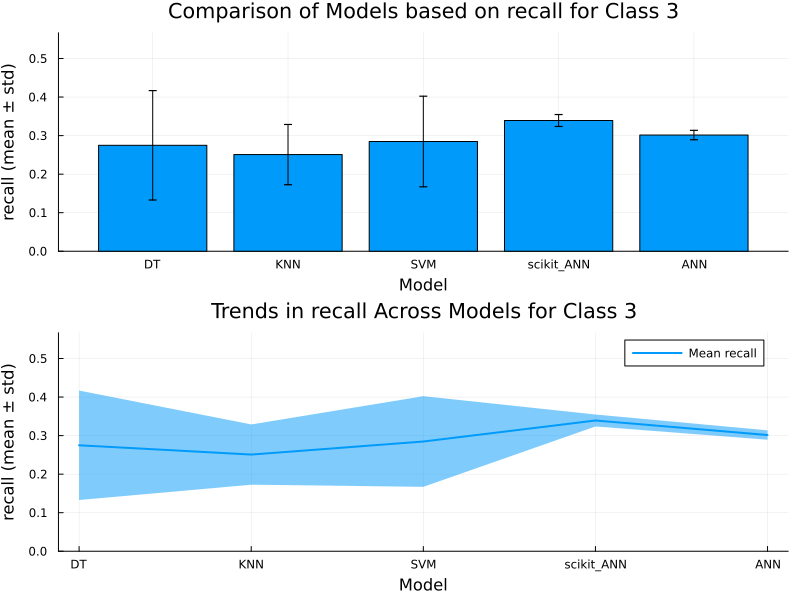 Comparison of Models based on recall for Class 3
recall (mean ± std)
0.5
0.4
0.3
0.2
0.1
0.0
DT KNN SVM scikit_ANN ANN
Model
Trends in recall Across Models for Class 3
recall (mean ± std)
Mean recall
0.5
0.4
0.3
0.2
0.1
0.0
DT KNN SVM scikit_ANN ANN
Model